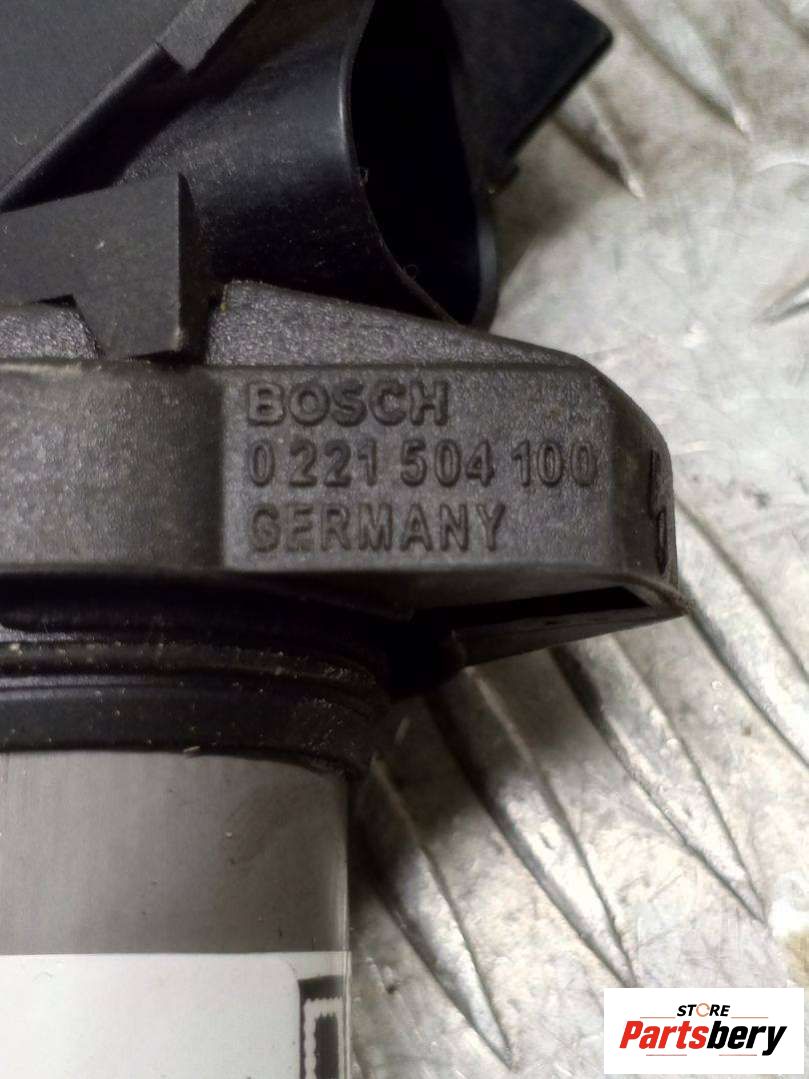 BOSCH
0 221 504 100
GERMANY
STORE
Partsbery